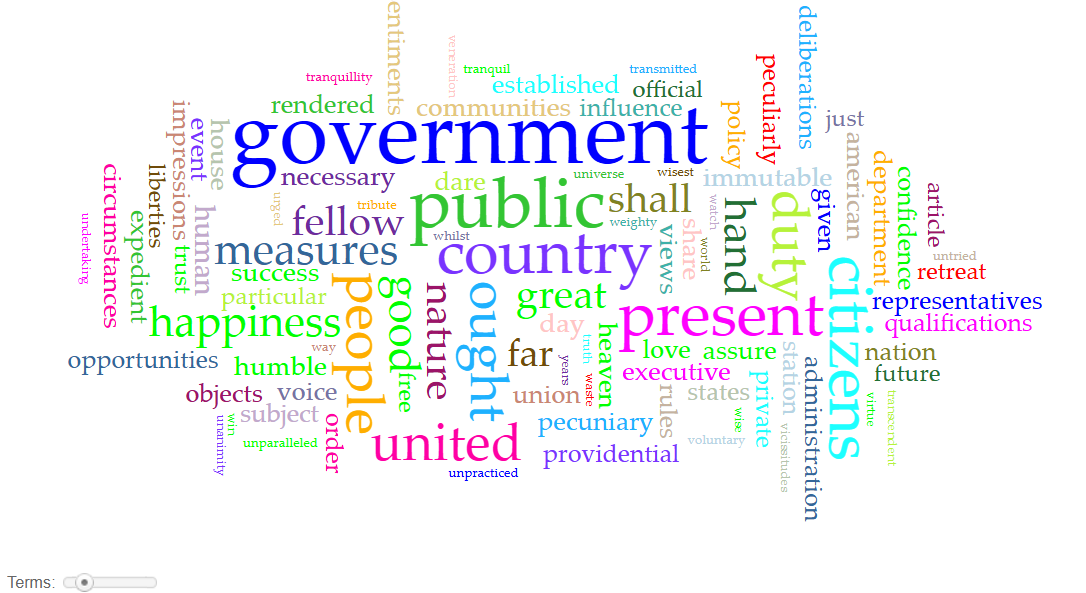 entiments
deliberations
veneration
tranquillity
tranquil
transmitted
established
official
peculiarly
rendered
communities
influence
policy
just
impressions
event
house
government
american
necessary
dare
universe
wisest
immutable
department
confidence
circumstances
liberties
human
urged
tribute
public
shall
watch
hand
duty
given
article
undertaking
expedient
trust
fellow
whilst
weighty
views
share
world
untried
measures
country
citizens
retreat
success
particular
people
good
nature
ought
great
present
representatives
happiness
day
heaven
truth
qualifications
opportunities
way
far
love
assure
station
nation
humble
free
years
waste
executive
administration
future
objects
voice
union
rules
states
private
virtue
transcendent
subject
order
pecuniary
wise
vicissitudes
unanimity
win
unparalleled
united
voluntary
providential
unpracticed
Terms: